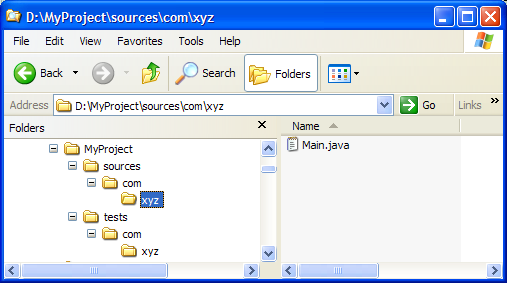 D:\MyProject\sources\com\xyz
File Edit View Favorites Tools Help
Back Search Folders
Address D:\MyProject\sources\com\xyz Go Links »
Folders × Name
MyProject Main.java
sources
com
xyz
tests
com
xyz